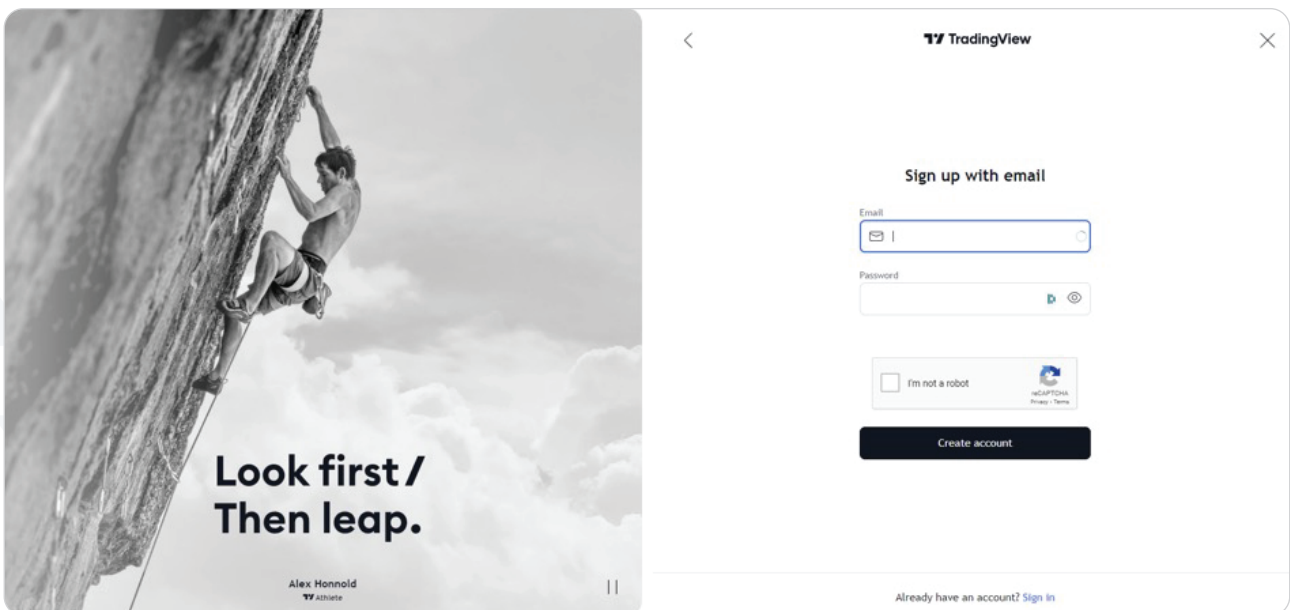 Look first/
Then leap.
Alex Honnold
TV Athlete
TradingView
Sign up with email
Email
Password
I'm not a robot
reCAPTCHA
Privacy - Terms
Create account
Already have an account? Sign in